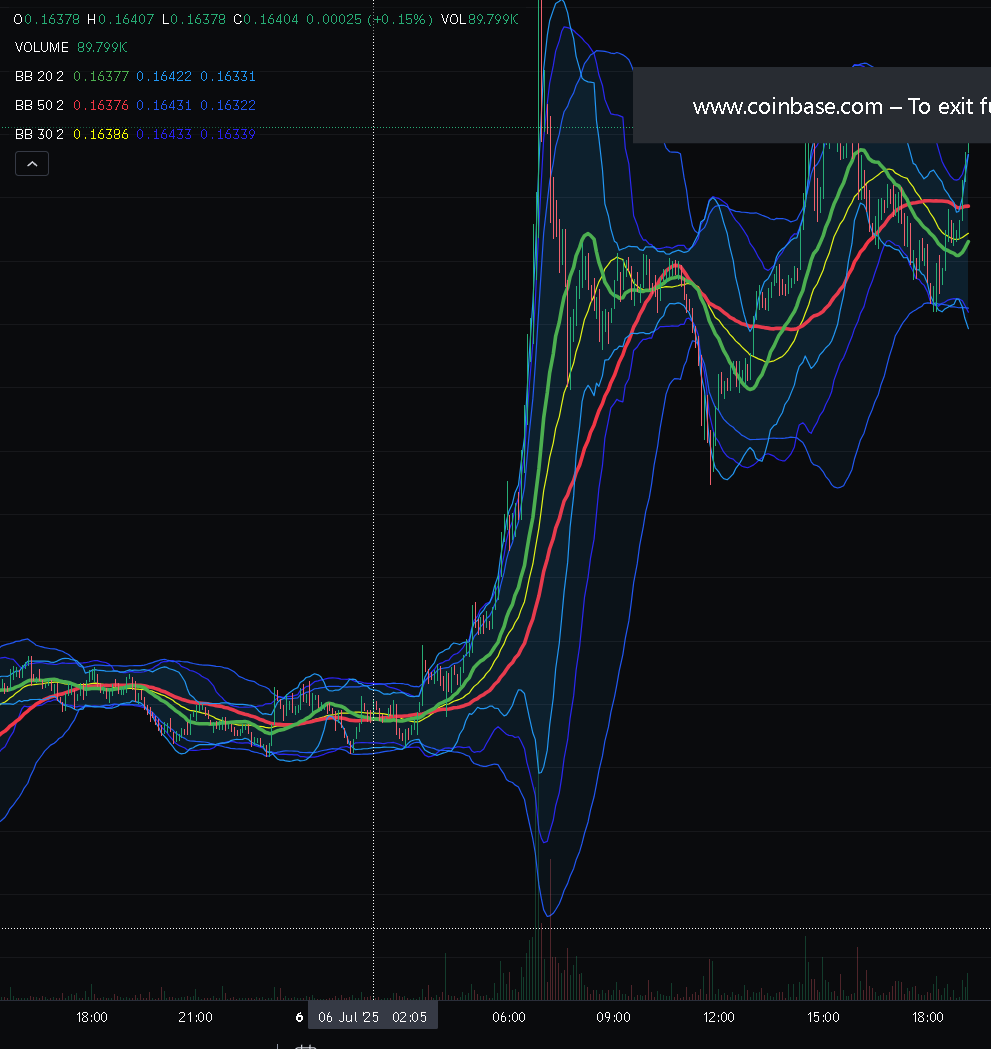 O0.16378 H0.16407 L0.16378 C0.16404 0.00025 (+0.15%) VOL89.799K
VOLUME 89.799K
BB 20 2 0.16377 0.16422 0.16331
BB 50 2 0.16376 0.16431 0.16322
BB 30 2 0.16386 0.16433 0.16339
www.coinbase.com – To exit fu
18:00 21:00 6 06 Jul '25 02:05 06:00 09:00 12:00 15:00 18:00